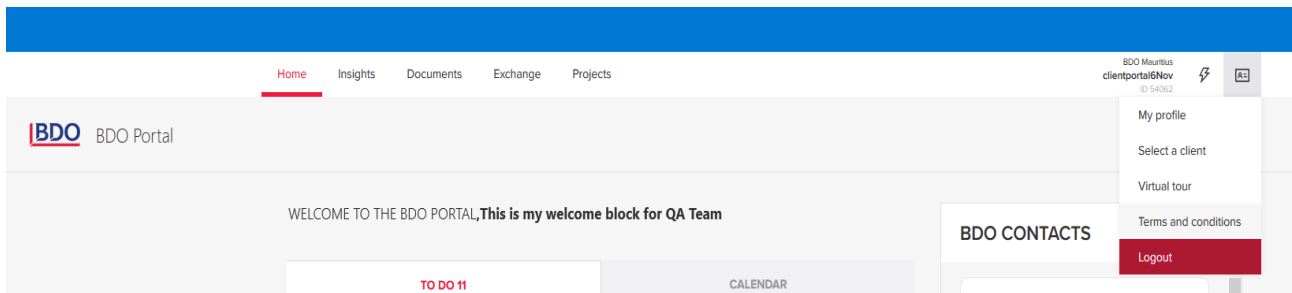 Home Insights Documents Exchange Projects
BDO Mauritius
clientportal6Nov
ID 54062
My profile
Select a client
Virtual tour
Terms and conditions
Logout
BDO BDO Portal
WELCOME TO THE BDO PORTAL,This is my welcome block for QA Team
BDO CONTACTS
TO DO 11 CALENDAR